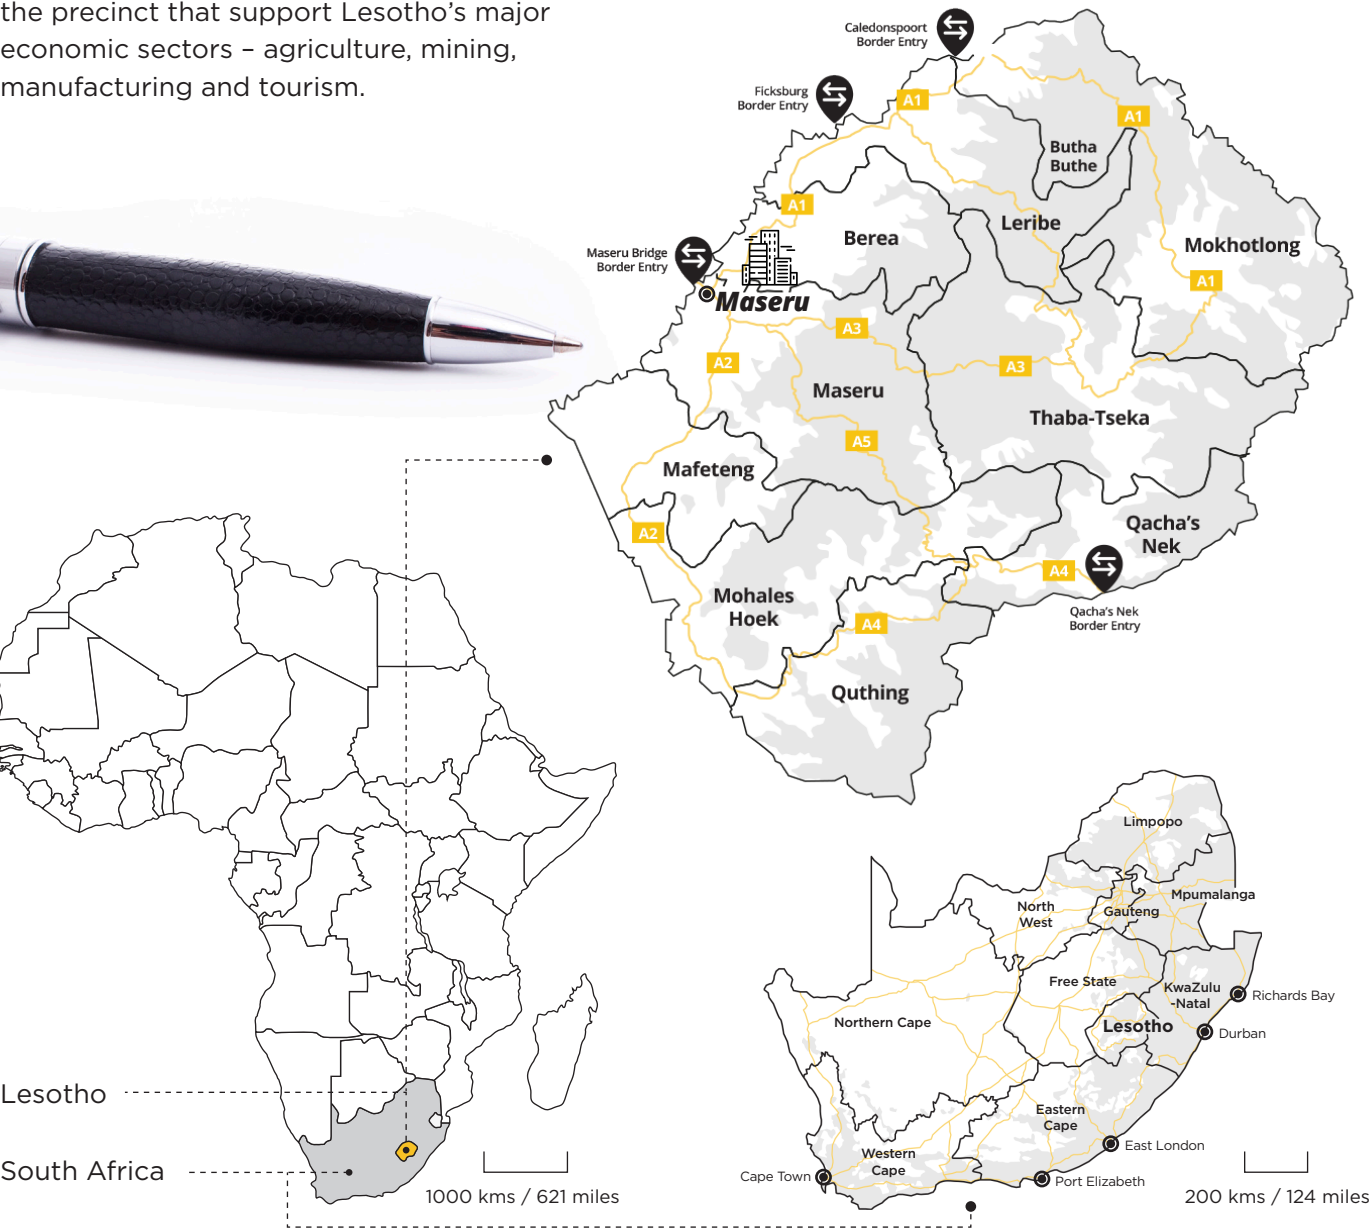 the precinct that support Lesotho’s major
economic sectors – agriculture, mining,
manufacturing and tourism.
Caledonspoort
Border Entry
Ficksburg
Border Entry
A1
A1
Butha
Buthe
A1
Leribe
Berea
Mokhotlong
Maseru Bridge
Border Entry
A1
Maseru
A3
A2
A3
Maseru
Thaba-Tseka
A5
Mafeteng
A2
Qacha’s
Nek
A4
Mohales
Hoek
Qacha’s Nek
Border Entry
A4
Quthing
Limpopo
North
West
Gauteng
Mpumalanga
Free State
KwaZulu
-Natal
Richards Bay
Northern Cape
Lesotho
Durban
Eastern
Cape
East London
Western
Cape
Cape Town
Port Elizabeth
200 kms / 124 miles
Lesotho
South Africa
1000 kms / 621 miles